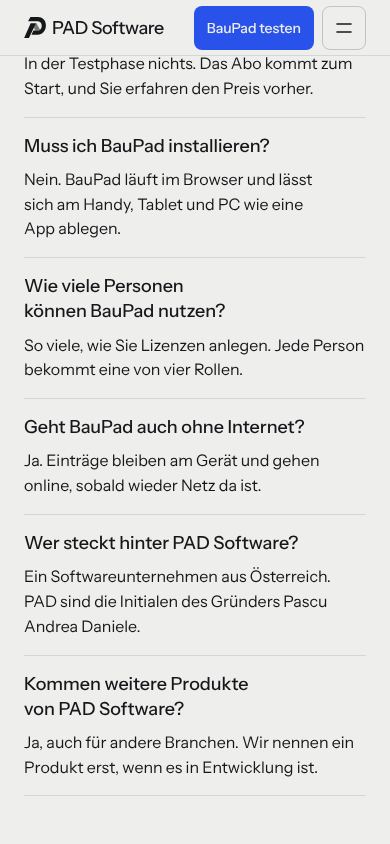 PAD Software
BauPad testen
In der Testphase nichts. Das Abo kommt zum
Start, und Sie erfahren den Preis vorher.
Muss ich BauPad installieren?
Nein. BauPad läuft im Browser und lässt
sich am Handy, Tablet und PC wie eine
App ablegen.
Wie viele Personen
können BauPad nutzen?
So viele, wie Sie Lizenzen anlegen. Jede Person
bekommt eine von vier Rollen.
Geht BauPad auch ohne Internet?
Ja. Einträge bleiben am Gerät und gehen
online, sobald wieder Netz da ist.
Wer steckt hinter PAD Software?
Ein Softwareunternehmen aus Österreich.
PAD sind die Initialen des Gründers Pascu
Andrea Daniele.
Kommen weitere Produkte
von PAD Software?
Ja, auch für andere Branchen. Wir nennen ein
Produkt erst, wenn es in Entwicklung ist.